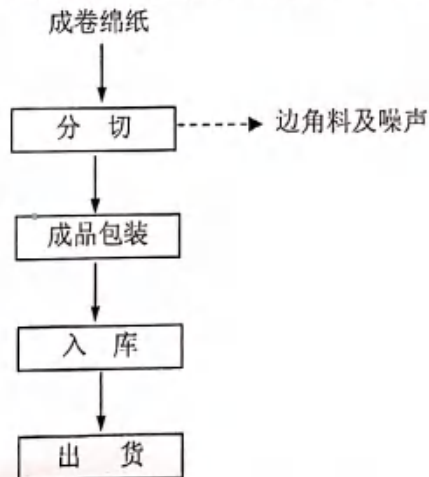 成卷绵纸
分 切
边角料及噪声
成品包装
入 库
出 货